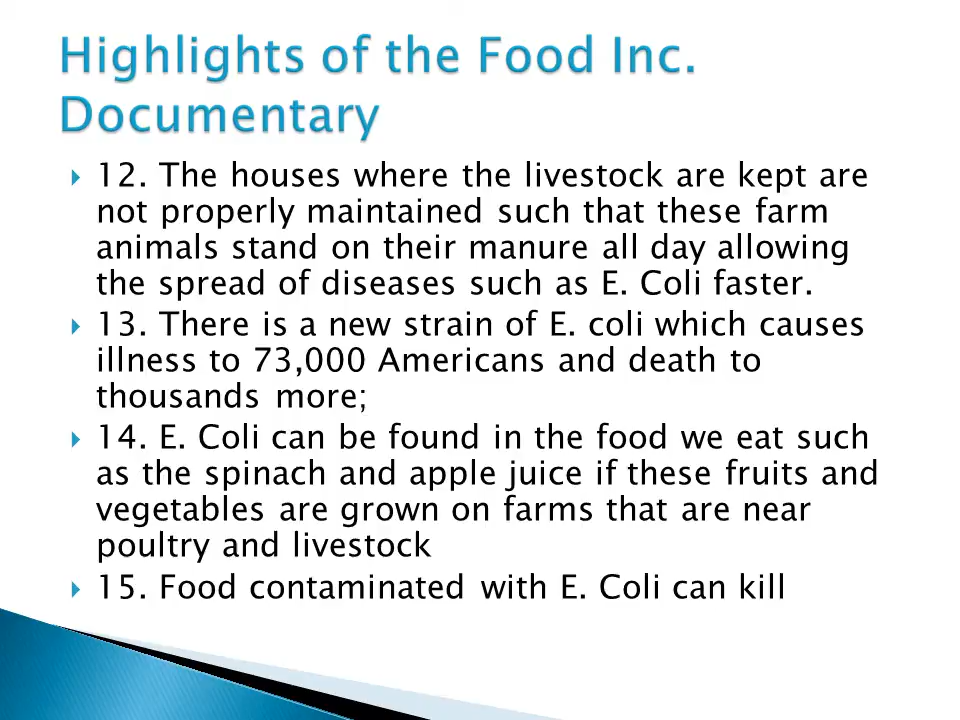 Highlights of the Food Inc.
Documentary
12. The houses where the livestock are kept are
not properly maintained such that these farm
animals stand on their manure all day allowing
the spread of diseases such as E. Coli faster.
13. There is a new strain of E. coli which causes
illness to 73,000 Americans and death to
thousands more;
14. E. Coli can be found in the food we eat such
as the spinach and apple juice if these fruits and
vegetables are grown on farms that are near
poultry and livestock
15. Food contaminated with E. Coli can kill